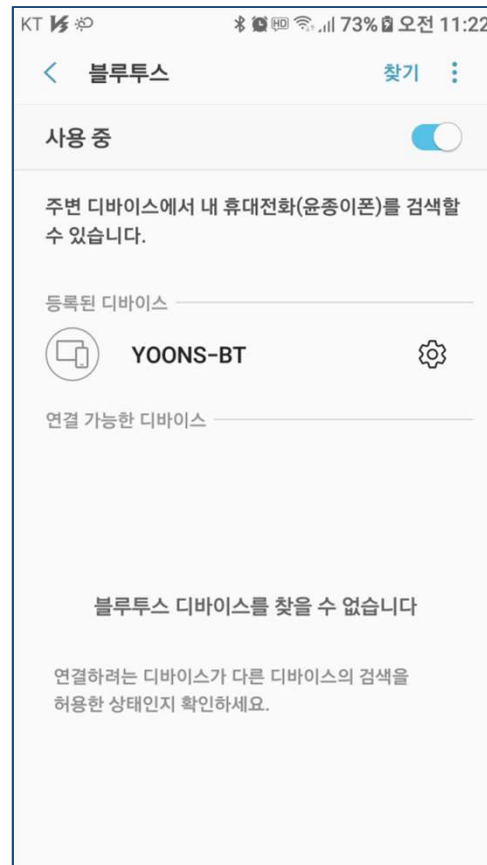 KT 73% 오전 11:22
블루투스 찾기
사용 중
주변 디바이스에서 내 휴대전화(윤종이폰)를 검색할
수 있습니다.
등록된 디바이스
YOONS-BT
연결 가능한 디바이스
블루투스 디바이스를 찾을 수 없습니다
연결하려는 디바이스가 다른 디바이스의 검색을
허용한 상태인지 확인하세요.